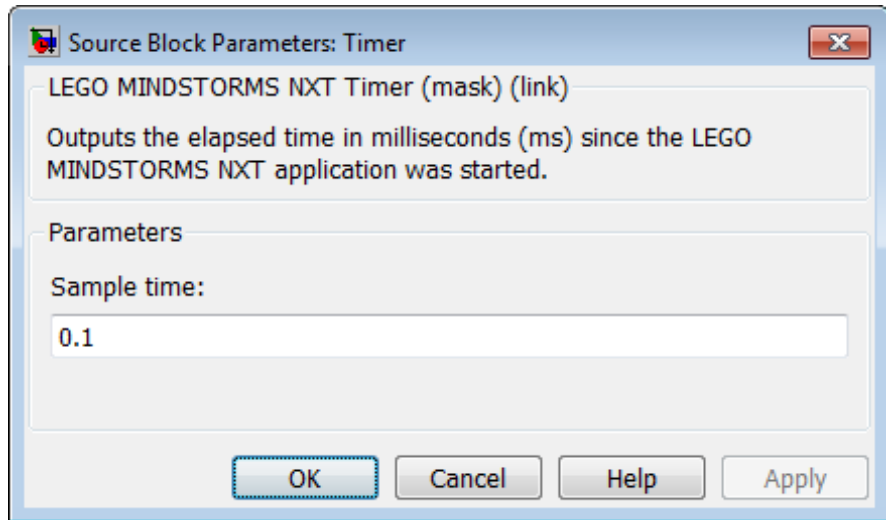 Source Block Parameters: Timer
LEGO MINDSTORMS NXT Timer (mask) (link)
Outputs the elapsed time in milliseconds (ms) since the LEGO
MINDSTORMS NXT application was started.
Parameters
Sample time:
0.1
OK Cancel Help Apply